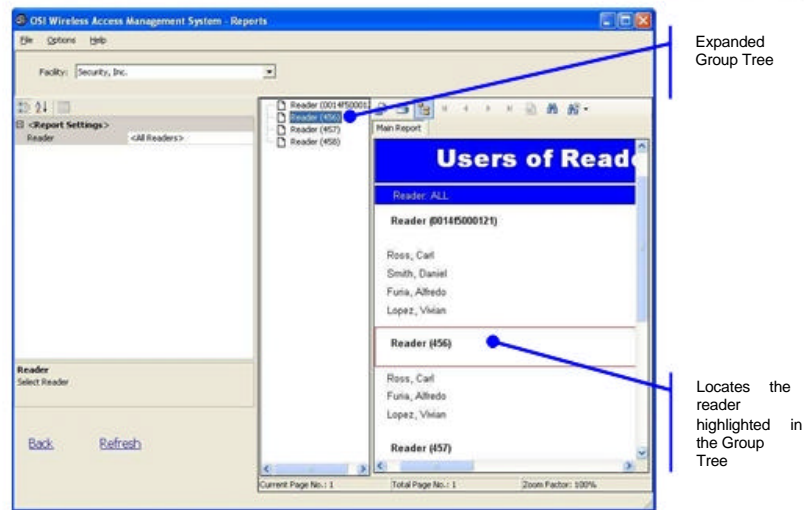 OSI Wireless Access Management System - Reports
File Options Help
Facility: Security, Inc.
<Report Settings>
Reader <All Readers>
Reader
Select Reader
Back Refresh
Reader (0014f50001
Reader (456)
Reader (457)
Reader (458)
Main Report
Users of Reade
Reader: ALL
Reader (0014f5000121)
Ross, Carl
Smith, Daniel
Furia, Alfredo
Lopez, Vivian
Reader (456)
Ross, Carl
Furia, Alfredo
Lopez, Vivian
Reader (457)
Current Page No.: 1 Total Page No.: 1 Zoom Factor: 100%
Expanded
Group Tree
Locates the
reader
highlighted in
the Group
Tree